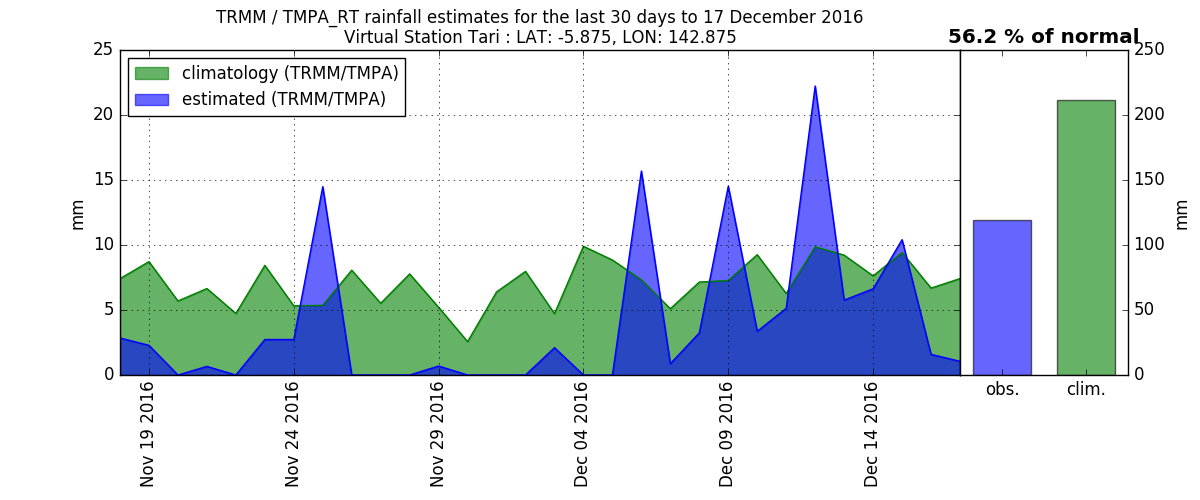 TRMM / TMPA_RT rainfall estimates for the last 30 days to 17 December 2016
Virtual Station Tari : LAT: -5.875, LON: 142.875
56.2 % of normal
climatology (TRMM/TMPA)
estimated (TRMM/TMPA)
25
20
15
10
5
0
mm
Nov 19 2016
Nov 24 2016
Nov 29 2016
Dec 04 2016
Dec 09 2016
Dec 14 2016
250
200
150
100
50
0
mm
obs.
clim.